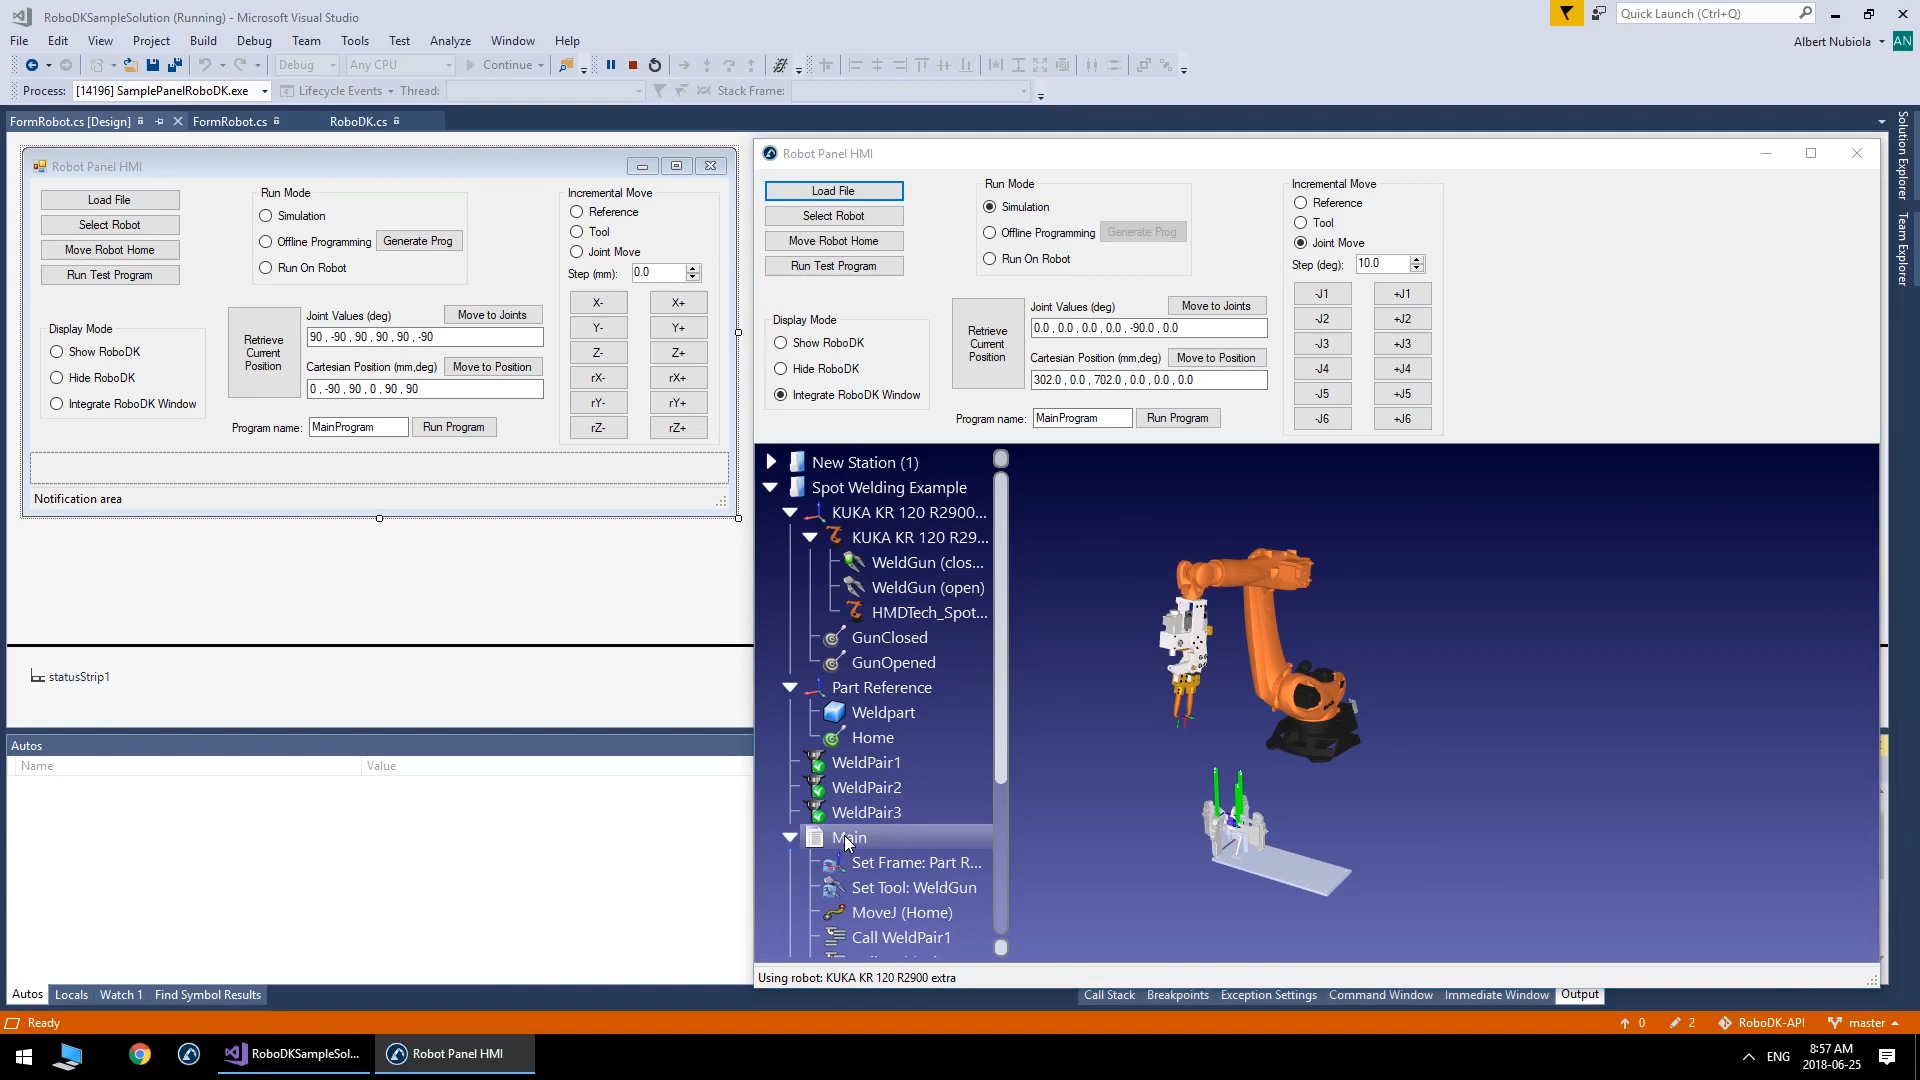 RoboDKSampleSolution (Running) - Microsoft Visual Studio
Quick Launch (Ctrl+Q)
File Edit View Project Build Debug Team Tools Test Analyze Window Help
Albert Nubiola AN
Debug Any CPU Continue
Process: [14196] SamplePanelRoboDK.exe Lifecycle Events Thread: Stack Frame:
FormRobot.cs [Design] FormRobot.cs RoboDK.cs
Solution Explorer
Team Explorer
Robot Panel HMI
Load File
Select Robot
Move Robot Home
Run Test Program
Run Mode
Simulation
Offline Programming Generate Prog
Run On Robot
Incremental Move
Reference
Tool
Joint Move
Step (mm): 0.0
X- X+
Y- Y+
Z- Z+
rX- rX+
rY- rY+
rZ- rZ+
Display Mode
Show RoboDK
Hide RoboDK
Integrate RoboDK Window
Retrieve
Current
Position
Joint Values (deg) Move to Joints
90 , -90 , 90 , 90 , 90 , -90
Cartesian Position (mm,deg) Move to Position
0 , -90 , 90 , 0 , 90 , 90
Program name: MainProgram Run Program
Notification area
statusStrip1
Autos
Name Value
Autos Locals Watch 1 Find Symbol Results
Robot Panel HMI
Load File
Select Robot
Move Robot Home
Run Test Program
Run Mode
Simulation
Offline Programming Generate Prog
Run On Robot
Incremental Move
Reference
Tool
Joint Move
Step (deg): 10.0
-J1 +J1
-J2 +J2
-J3 +J3
-J4 +J4
-J5 +J5
-J6 +J6
Display Mode
Show RoboDK
Hide RoboDK
Integrate RoboDK Window
Retrieve
Current
Position
Joint Values (deg) Move to Joints
0.0 , 0.0 , 0.0 , 0.0 , -90.0 , 0.0
Cartesian Position (mm,deg) Move to Position
302.0 , 0.0 , 702.0 , 0.0 , 0.0 , 0.0
Program name: MainProgram Run Program
New Station (1)
Spot Welding Example
KUKA KR 120 R2900...
KUKA KR 120 R29...
WeldGun (clos...
WeldGun (open)
HMDTech_Spot...
GunClosed
GunOpened
Part Reference
Weldpart
Home
WeldPair1
WeldPair2
WeldPair3
Main
Set Frame: Part R...
Set Tool: WeldGun
MoveJ (Home)
Call WeldPair1
Using robot: KUKA KR 120 R2900 extra
Call Stack Breakpoints Exception Settings Command Window Immediate Window Output
Ready
0 2 RoboDK-API master
RoboDKSampleSol... Robot Panel HMI
ENG
8:57 AM
2018-06-25